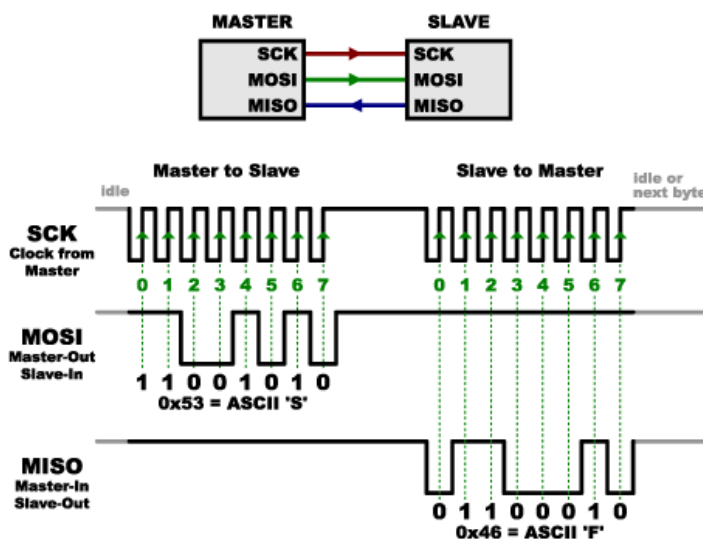 MASTER SLAVE
SCK SCK
MOSI MOSI
MISO MISO
Master to Slave Slave to Master
idle idle or
next byte
SCK
Clock from
Master
0 1 2 3 4 5 6 7 0 1 2 3 4 5 6 7
MOSI
Master-Out
Slave-In
1 1 0 0 1 0 1 0
0x53 = ASCII 'S'
MISO
Master-In
Slave-Out
0 1 1 0 0 0 1 0
0x46 = ASCII 'F'